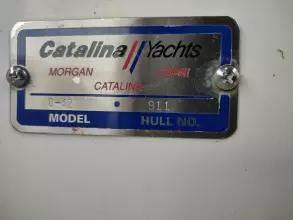 Catalina Yachts
MORGAN CAPRI
CATALINA
C-42 911
MODEL HULL NO.